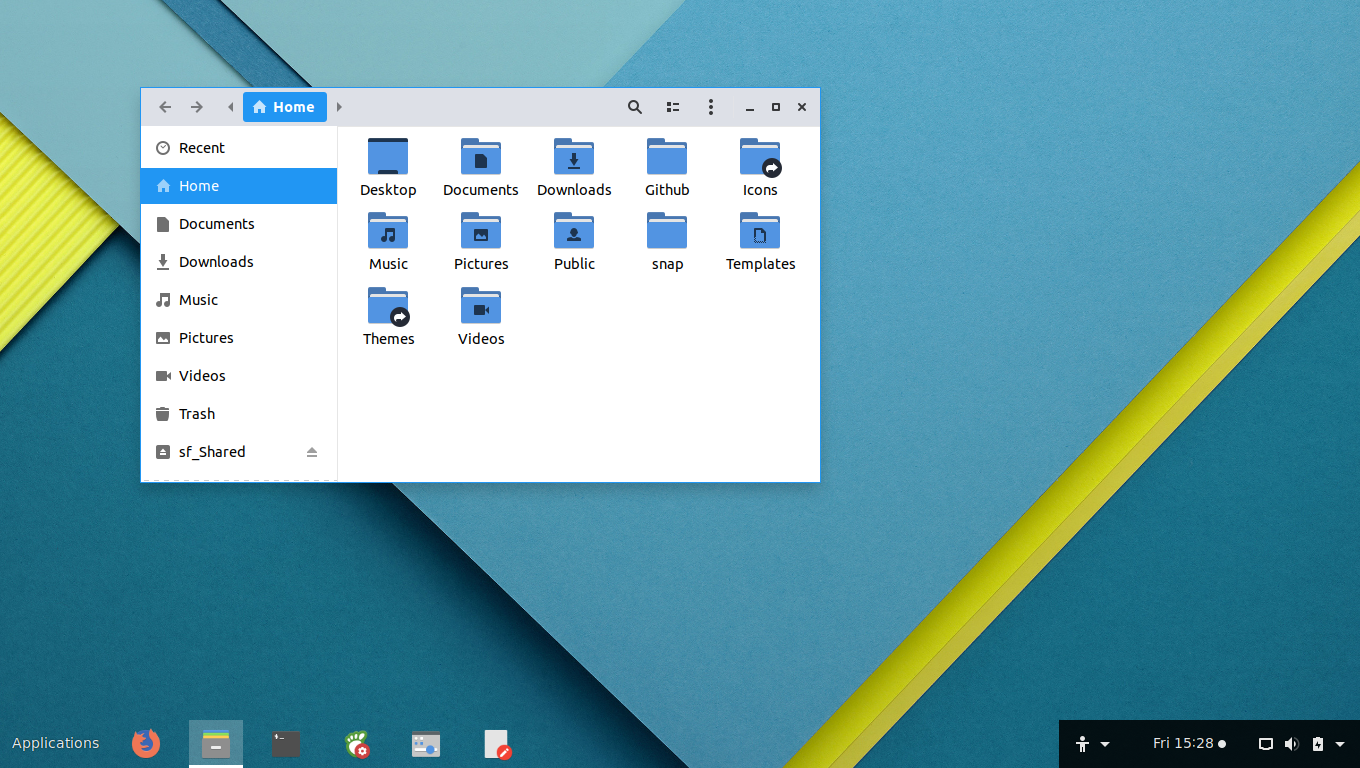 Home
Recent
Home
Documents
Downloads
Music
Pictures
Videos
Trash
sf_Shared
Desktop Documents Downloads Github Icons
Music Pictures Public snap Templates
Themes Videos
Applications
Fri 15:28